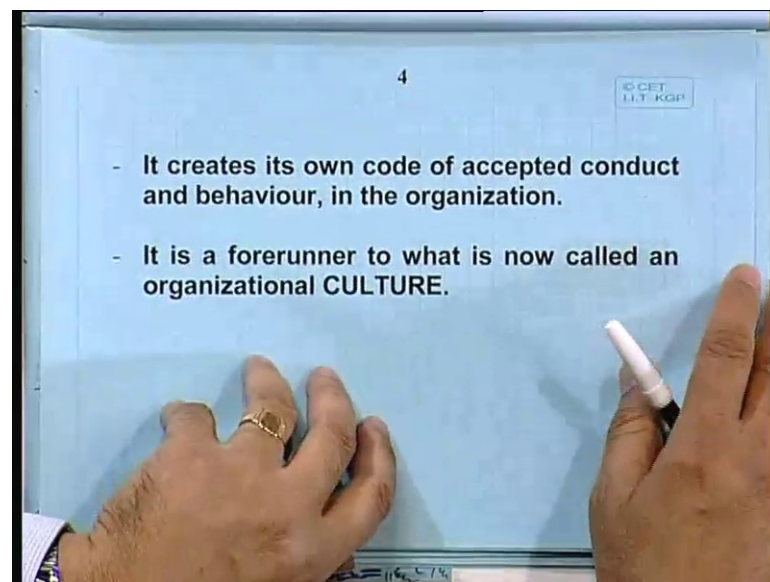 4
© CET
I.I.T. KGP
- It creates its own code of accepted conduct
and behaviour, in the organization.
- It is a forerunner to what is now called an
organizational CULTURE.